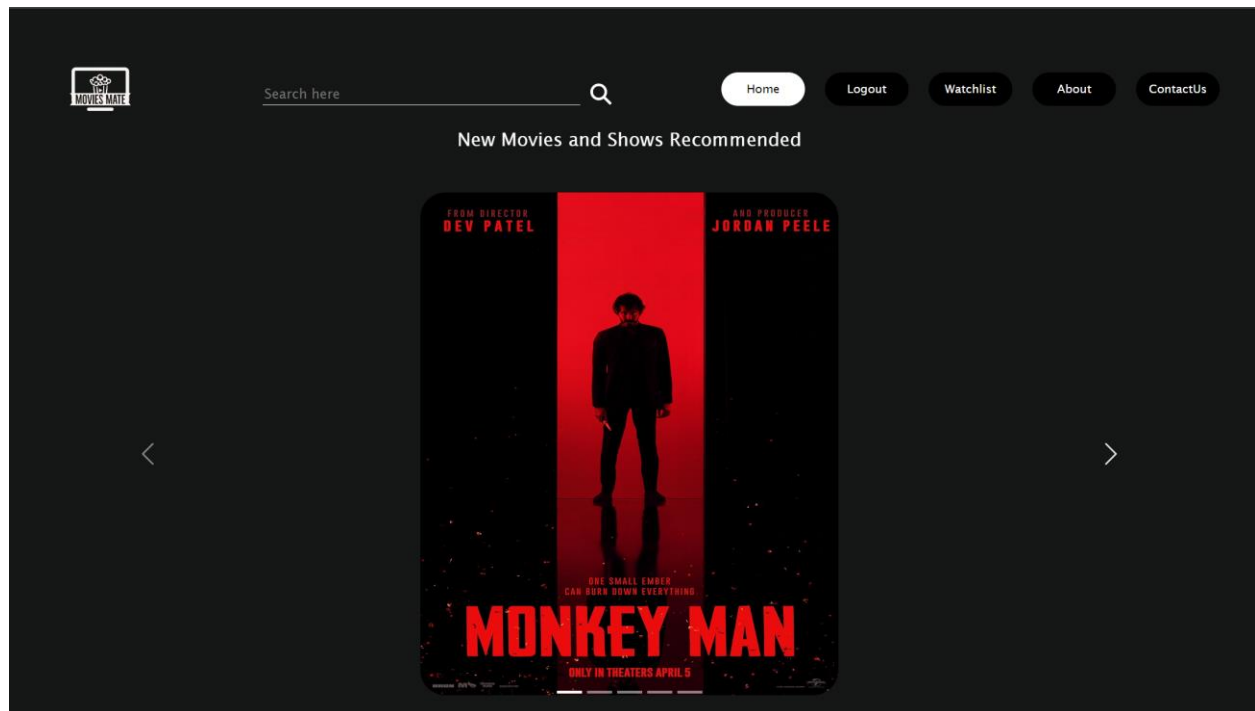 MOVIES MATE
Search here
Home
Logout
Watchlist
About
ContactUs
New Movies and Shows Recommended
FROM DIRECTOR
DEV PATEL
AND PRODUCER
JORDAN PEELE
ONE SMALL EMBER
CAN BURN DOWN EVERYTHING
MONKEY MAN
ONLY IN THEATERS APRIL 5